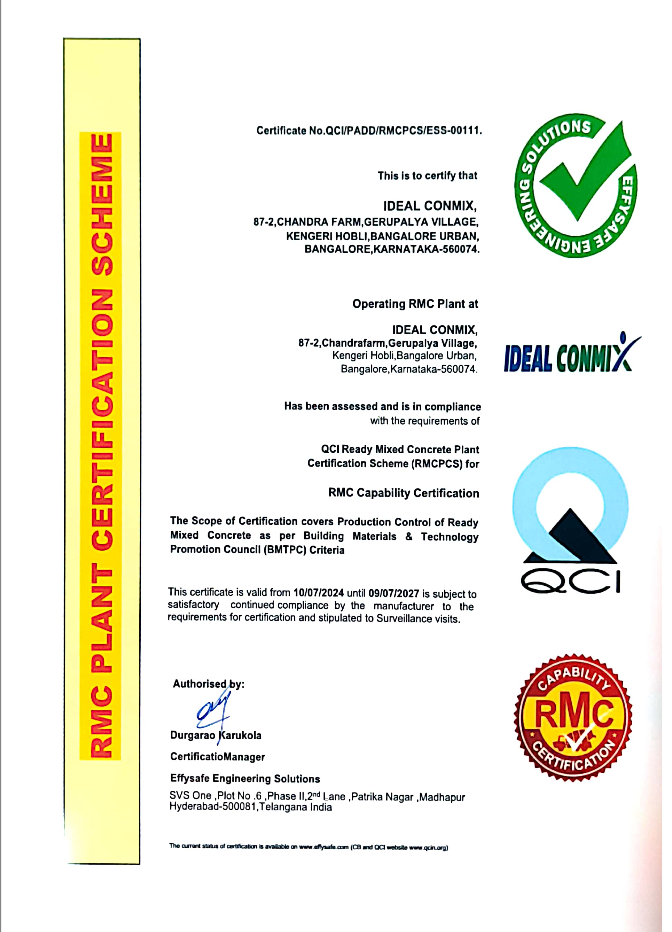 RMC PLANT CERTIFICATION SCHEME
Certificate No.QCI/PADD/RMCPCS/ESS-00111.
This is to certify that
IDEAL CONMIX,
87-2,CHANDRA FARM,GERUPALYA VILLAGE,
KENGERI HOBLI,BANGALORE URBAN,
BANGALORE,KARNATAKA-560074.
Operating RMC Plant at
IDEAL CONMIX,
87-2,Chandrafarm,Gerupalya Village,
Kengeri Hobli,Bangalore Urban,
Bangalore,Karnataka-560074.
Has been assessed and is in compliance
with the requirements of
QCI Ready Mixed Concrete Plant
Certification Scheme (RMCPCS) for
RMC Capability Certification
The Scope of Certification covers Production Control of Ready
Mixed Concrete as per Building Materials & Technology
Promotion Council (BMTPC) Criteria
This certificate is valid from 10/07/2024 until 09/07/2027 is subject to
satisfactory continued compliance by the manufacturer to the
requirements for certification and stipulated to Surveillance visits.
Authorised by:
Durgarao Karukola
CertificatioManager
Effysafe Engineering Solutions
SVS One ,Plot No .6 ,Phase II,2nd Lane ,Patrika Nagar ,Madhapur
Hyderabad-500081,Telangana India
The current status of certification is available on www.effysafe.com (CB and QCI website www.qcin.org)
EFFYSAFE ENGINEERING SOLUTIONS
IDEAL CONMIX
QCI
CAPABILITY
RMC
CERTIFICATION